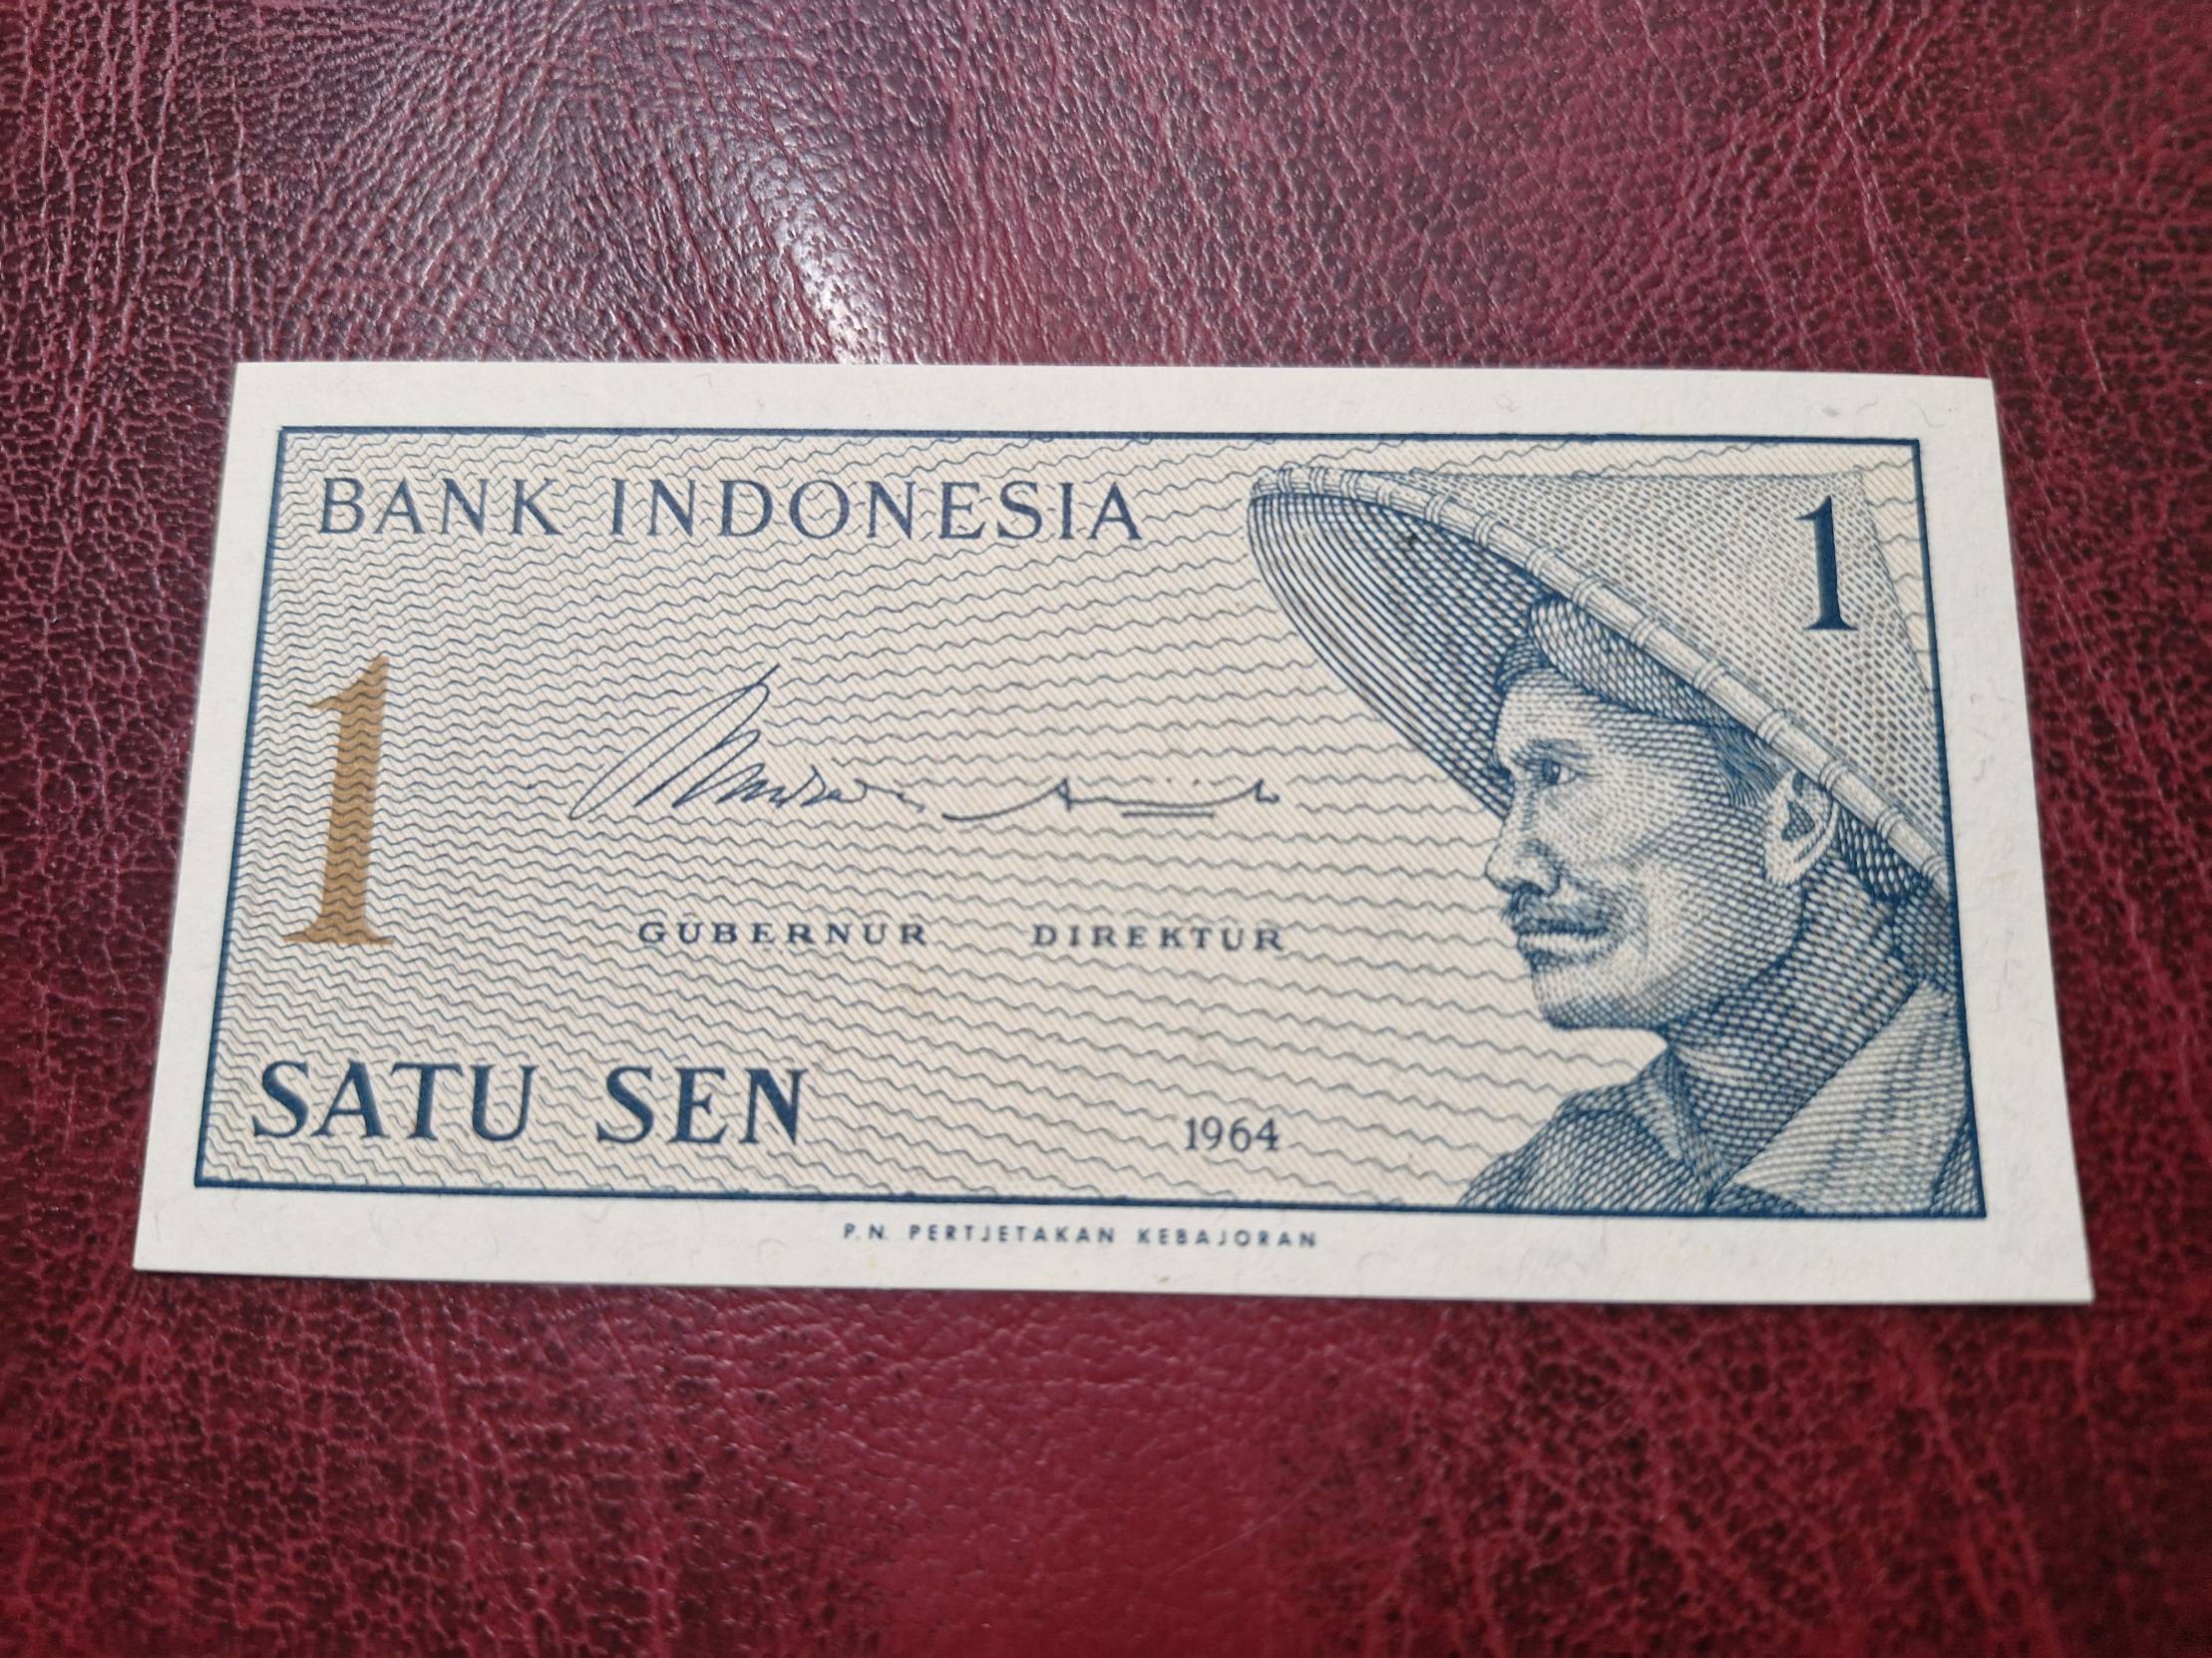 BANK INDONESIA
1
1
GUBERNUR DIREKTUR
SATU SEN
1964
P.N. PERTJETAKAN KEBAJORAN